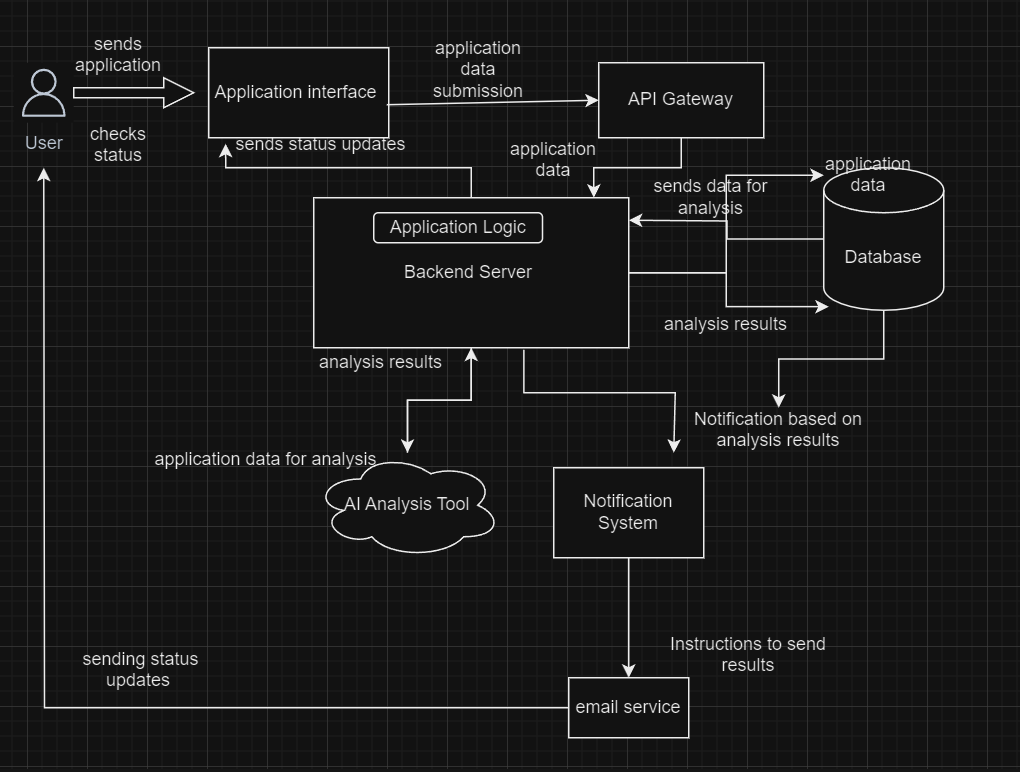 sends
application
User
checks
status
Application interface
application
data
submission
API Gateway
sends status updates
application
data
sends data for
analysis
application
data
Application Logic
Backend Server
Database
analysis results
analysis results
Notification based on
analysis results
application data for analysis
AI Analysis Tool
Notification
System
Instructions to send
results
sending status
updates
email service